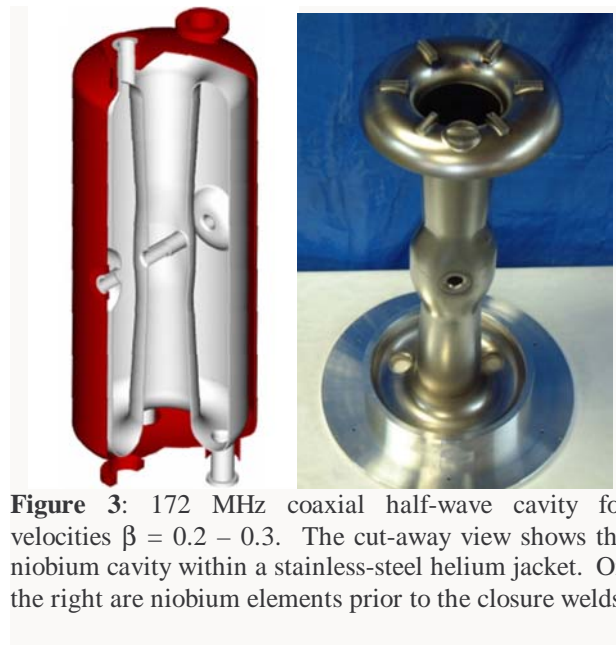 Figure 3: 172 MHz coaxial half-wave cavity fo
velocities β = 0.2 – 0.3. The cut-away view shows th
niobium cavity within a stainless-steel helium jacket. O
the right are niobium elements prior to the closure welds